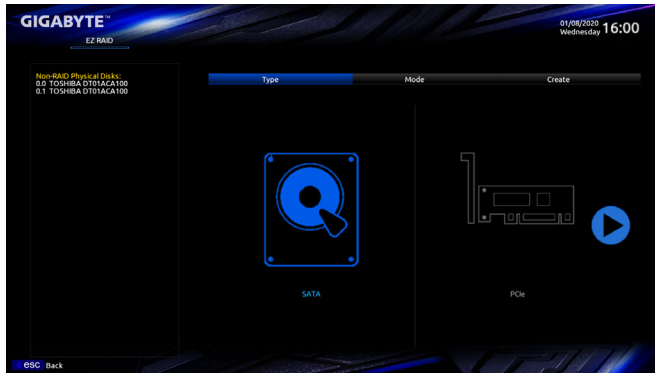 GIGABYTE™
EZ RAID
01/08/2020
Wednesday
16:00
Non-RAID Physical Disks:
0.0 TOSHIBA DT01ACA100
0.1 TOSHIBA DT01ACA100
Type Mode Create
SATA PCIe
esc Back